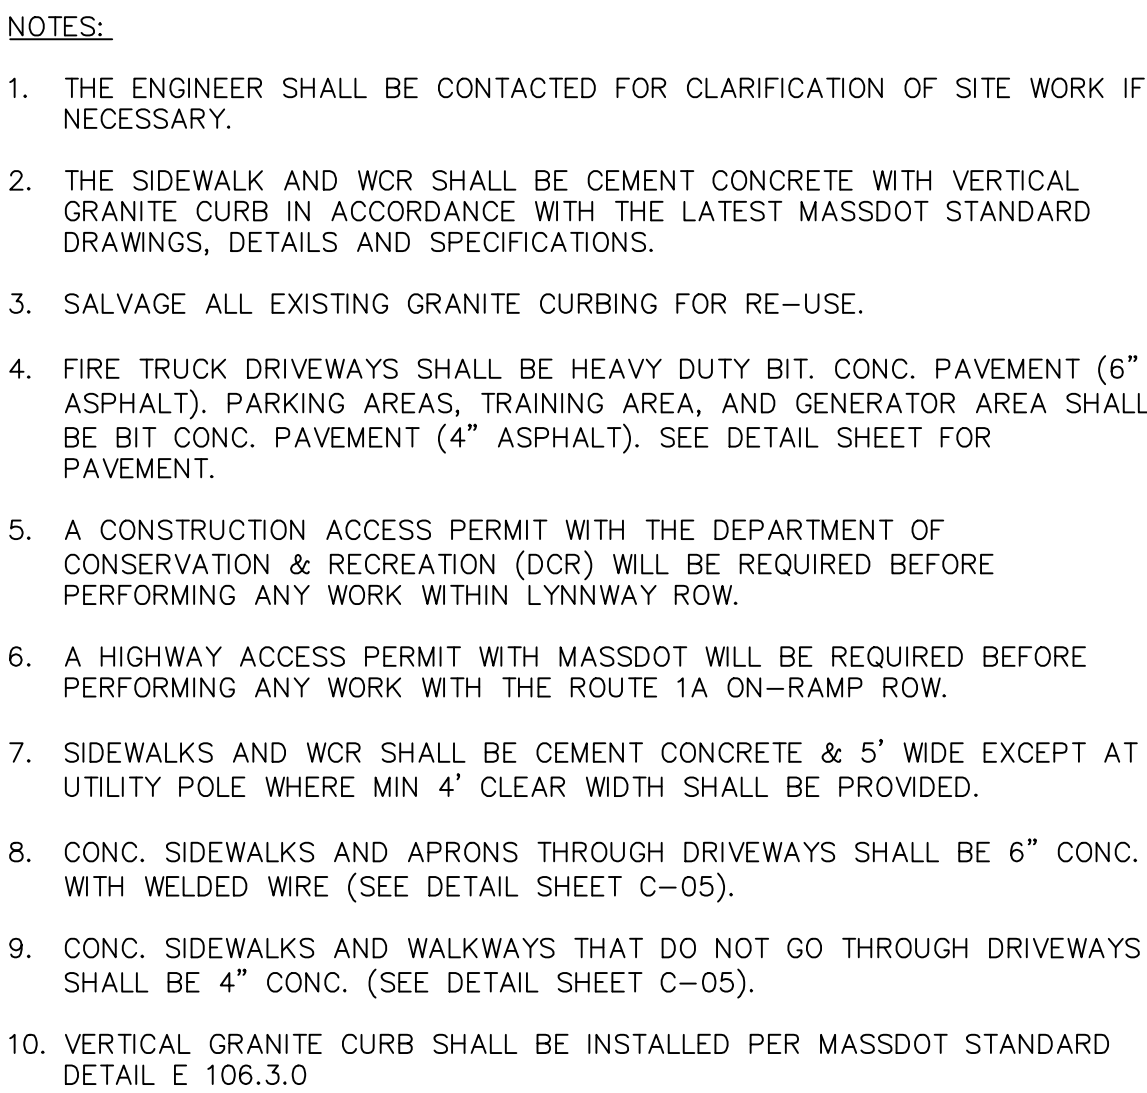 NOTES:
1. THE ENGINEER SHALL BE CONTACTED FOR CLARIFICATION OF SITE WORK IF
NECESSARY.
2. THE SIDEWALK AND WCR SHALL BE CEMENT CONCRETE WITH VERTICAL
GRANITE CURB IN ACCORDANCE WITH THE LATEST MASSDOT STANDARD
DRAWINGS, DETAILS AND SPECIFICATIONS.
3. SALVAGE ALL EXISTING GRANITE CURBING FOR RE-USE.
4. FIRE TRUCK DRIVEWAYS SHALL BE HEAVY DUTY BIT. CONC. PAVEMENT (6"
ASPHALT). PARKING AREAS, TRAINING AREA, AND GENERATOR AREA SHALL
BE BIT CONC. PAVEMENT (4" ASPHALT). SEE DETAIL SHEET FOR
PAVEMENT.
5. A CONSTRUCTION ACCESS PERMIT WITH THE DEPARTMENT OF
CONSERVATION & RECREATION (DCR) WILL BE REQUIRED BEFORE
PERFORMING ANY WORK WITHIN LYNNWAY ROW.
6. A HIGHWAY ACCESS PERMIT WITH MASSDOT WILL BE REQUIRED BEFORE
PERFORMING ANY WORK WITH THE ROUTE 1A ON-RAMP ROW.
7. SIDEWALKS AND WCR SHALL BE CEMENT CONCRETE & 5' WIDE EXCEPT AT
UTILITY POLE WHERE MIN 4' CLEAR WIDTH SHALL BE PROVIDED.
8. CONC. SIDEWALKS AND APRONS THROUGH DRIVEWAYS SHALL BE 6" CONC.
WITH WELDED WIRE (SEE DETAIL SHEET C-05).
9. CONC. SIDEWALKS AND WALKWAYS THAT DO NOT GO THROUGH DRIVEWAYS
SHALL BE 4" CONC. (SEE DETAIL SHEET C-05).
10. VERTICAL GRANITE CURB SHALL BE INSTALLED PER MASSDOT STANDARD
DETAIL E 106.3.0